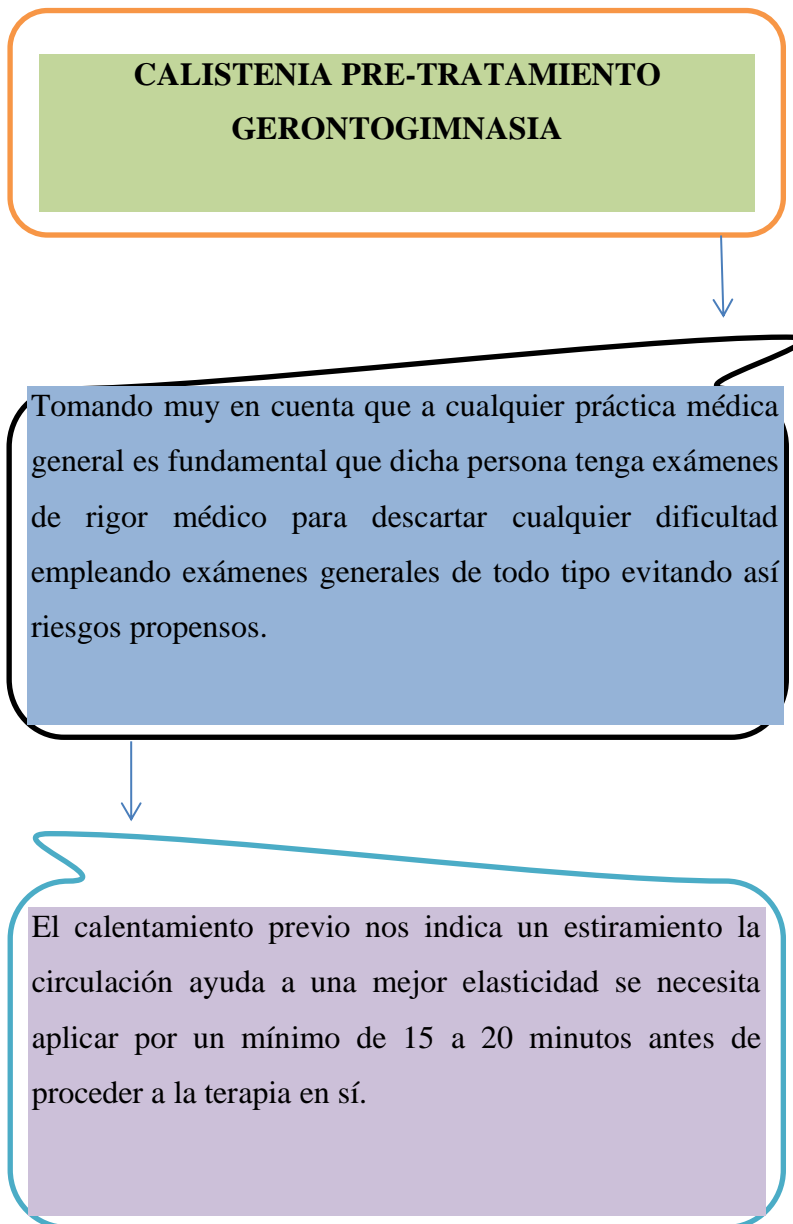 CALISTENIA PRE-TRATAMIENTO
GERONTOGIMNASIA
Tomando muy en cuenta que a cualquier práctica médica
general es fundamental que dicha persona tenga exámenes
de rigor médico para descartar cualquier dificultad
empleando exámenes generales de todo tipo evitando así
riesgos propensos.
El calentamiento previo nos indica un estiramiento la
circulación ayuda a una mejor elasticidad se necesita
aplicar por un mínimo de 15 a 20 minutos antes de
proceder a la terapia en sí.